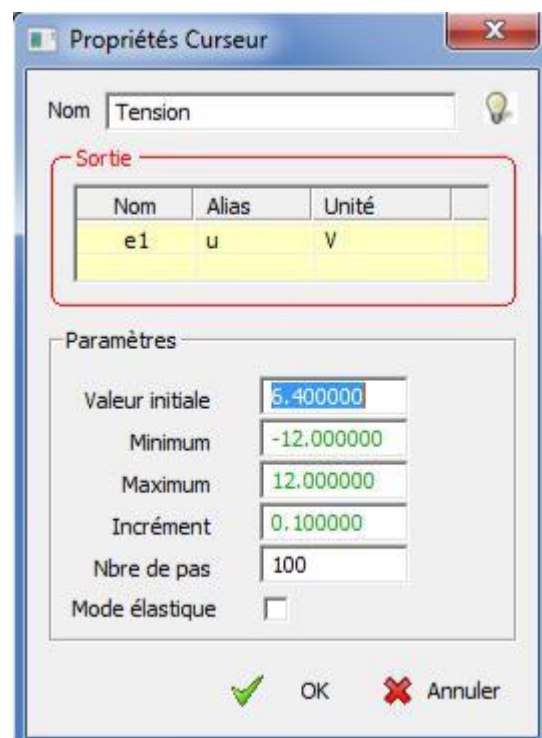 Propriétés Curseur
Nom Tension
Sortie
Nom Alias Unité
e1 u V
Paramètres
Valeur initiale 6.400000
Minimum -12.000000
Maximum 12.000000
Incrément 0.100000
Nbre de pas 100
Mode élastique
OK Annuler